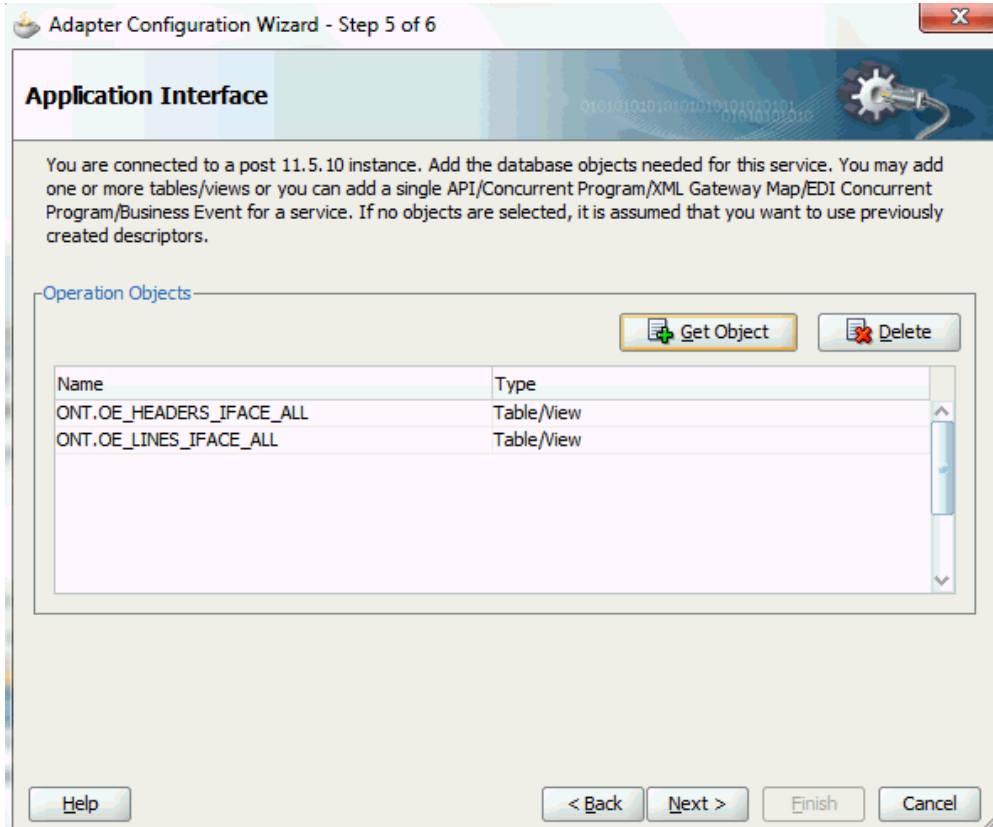 Adapter Configuration Wizard - Step 5 of 6
X
Application Interface
You are connected to a post 11.5.10 instance. Add the database objects needed for this service. You may add
one or more tables/views or you can add a single API/Concurrent Program/XML Gateway Map/EDI Concurrent
Program/Business Event for a service. If no objects are selected, it is assumed that you want to use previously
created descriptors.
Operation Objects
Get Object Delete
Name Type
ONT.OE_HEADERS_IFACE_ALL Table/View
ONT.OE_LINES_IFACE_ALL Table/View
Help < Back Next > Finish Cancel